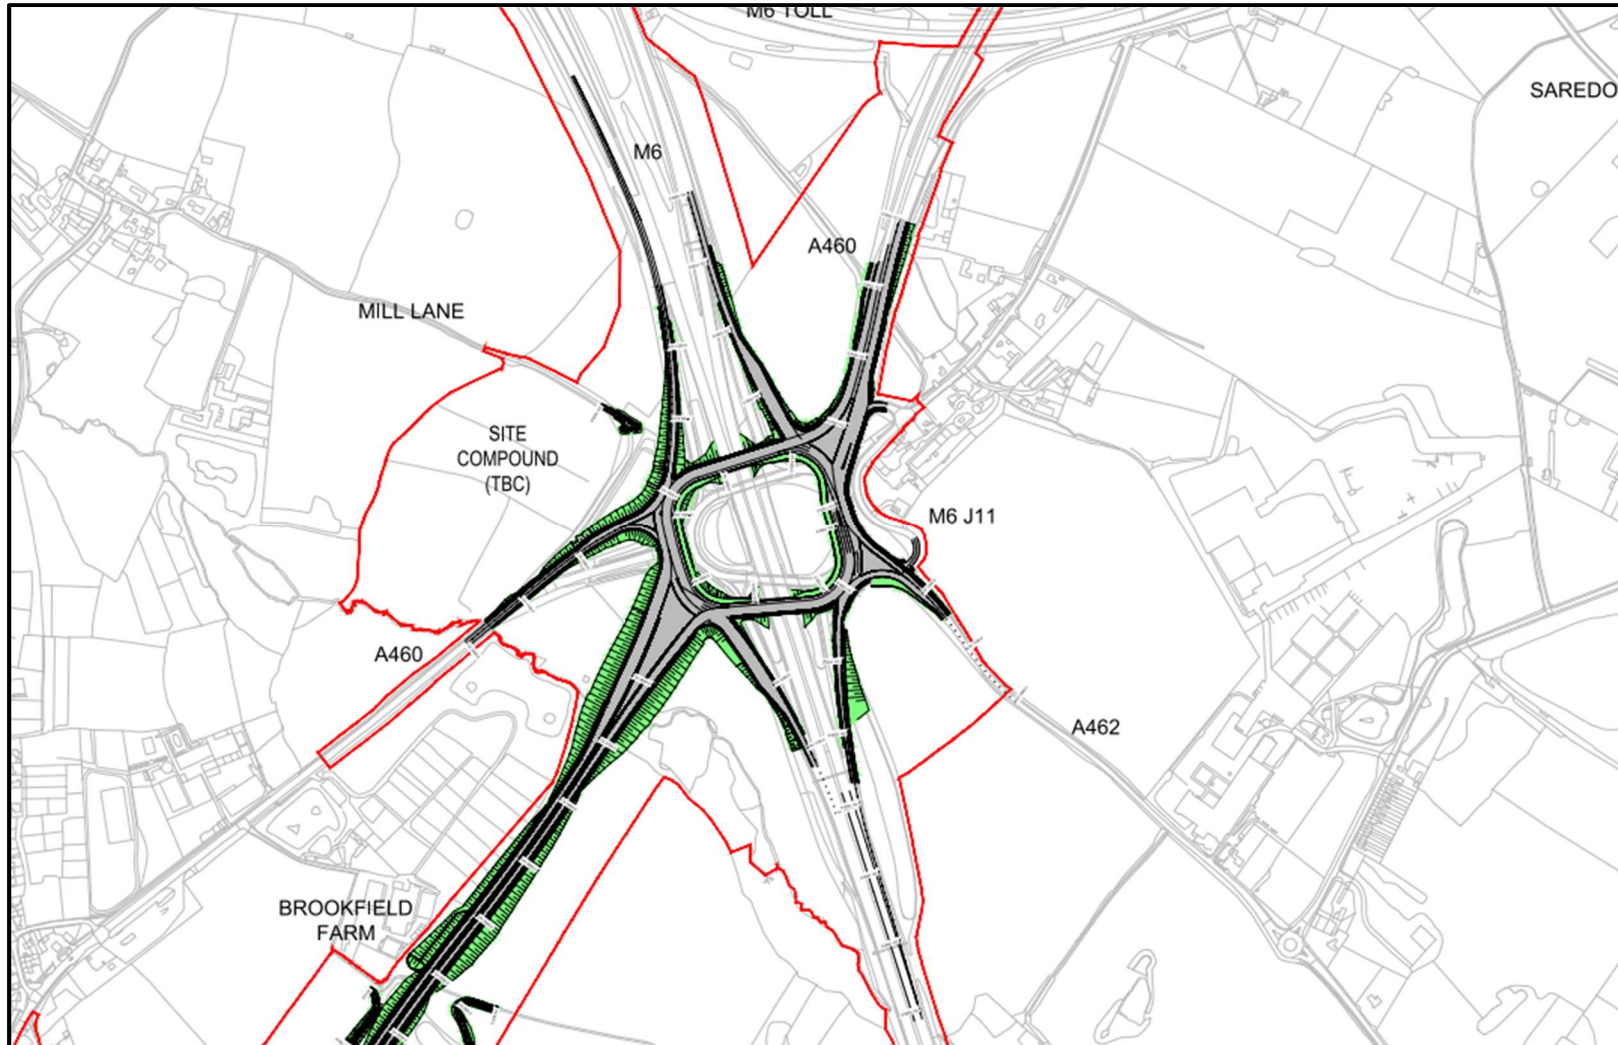 M6 TOLL
SAREDO
M6
A460
MILL LANE
SITE
COMPOUND
(TBC)
M6 J11
A460
A462
BROOKFIELD
FARM